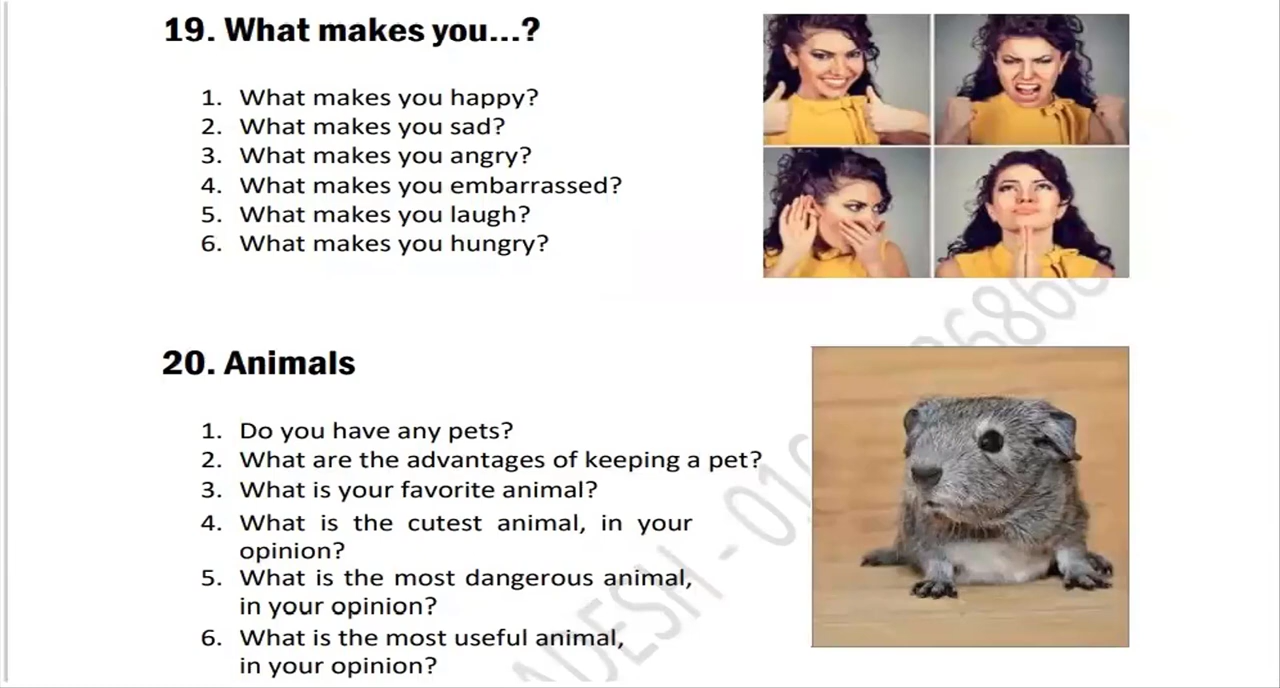 19. What makes you...?
1. What makes you happy?
2. What makes you sad?
3. What makes you angry?
4. What makes you embarrassed?
5. What makes you laugh?
6. What makes you hungry?
20. Animals
1. Do you have any pets?
2. What are the advantages of keeping a pet?
3. What is your favorite animal?
4. What is the cutest animal, in your
opinion?
5. What is the most dangerous animal,
in your opinion?
6. What is the most useful animal,
in your opinion?